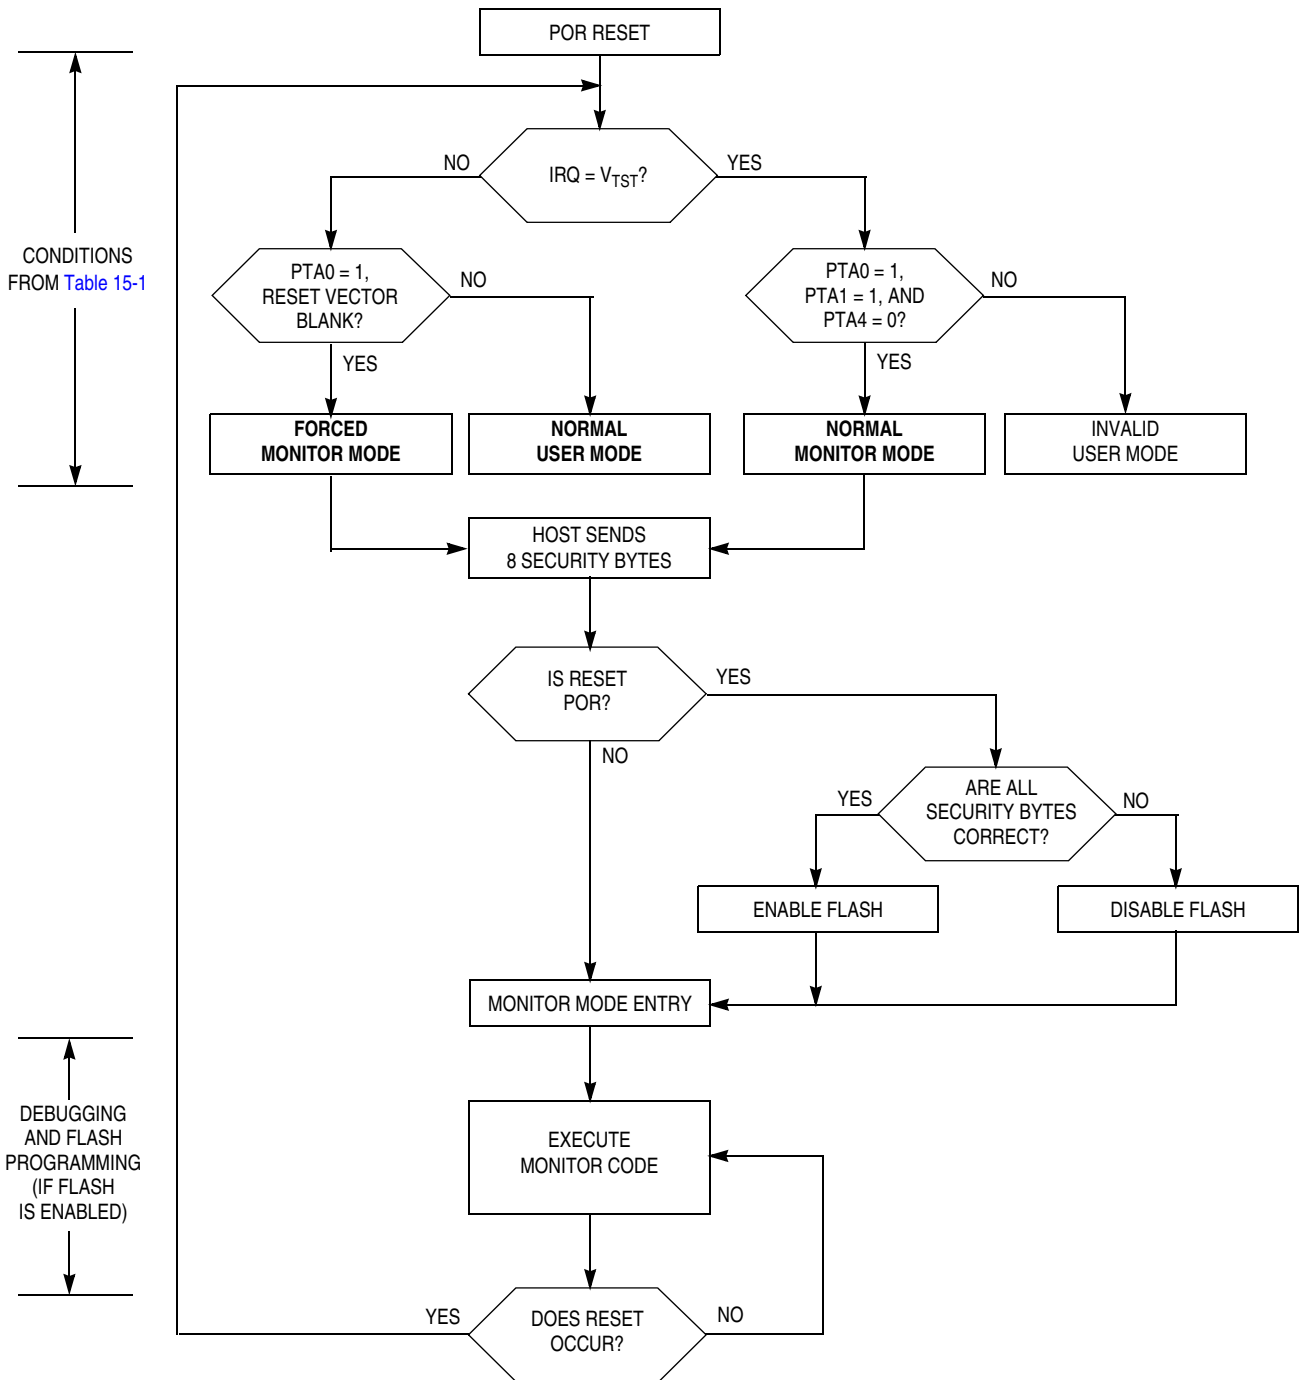 POR RESET
NO
IRQ = VTST?
YES
CONDITIONS
FROM Table 15-1
PTA0 = 1,
RESET VECTOR
BLANK?
NO
YES
PTA0 = 1,
PTA1 = 1, AND
PTA4 = 0?
NO
YES
FORCED
MONITOR MODE
NORMAL
USER MODE
NORMAL
MONITOR MODE
INVALID
USER MODE
HOST SENDS
8 SECURITY BYTES
IS RESET
POR?
YES
NO
ARE ALL
SECURITY BYTES
CORRECT?
YES
NO
ENABLE FLASH
DISABLE FLASH
MONITOR MODE ENTRY
DEBUGGING
AND FLASH
PROGRAMMING
(IF FLASH
IS ENABLED)
EXECUTE
MONITOR CODE
YES
DOES RESET
OCCUR?
NO